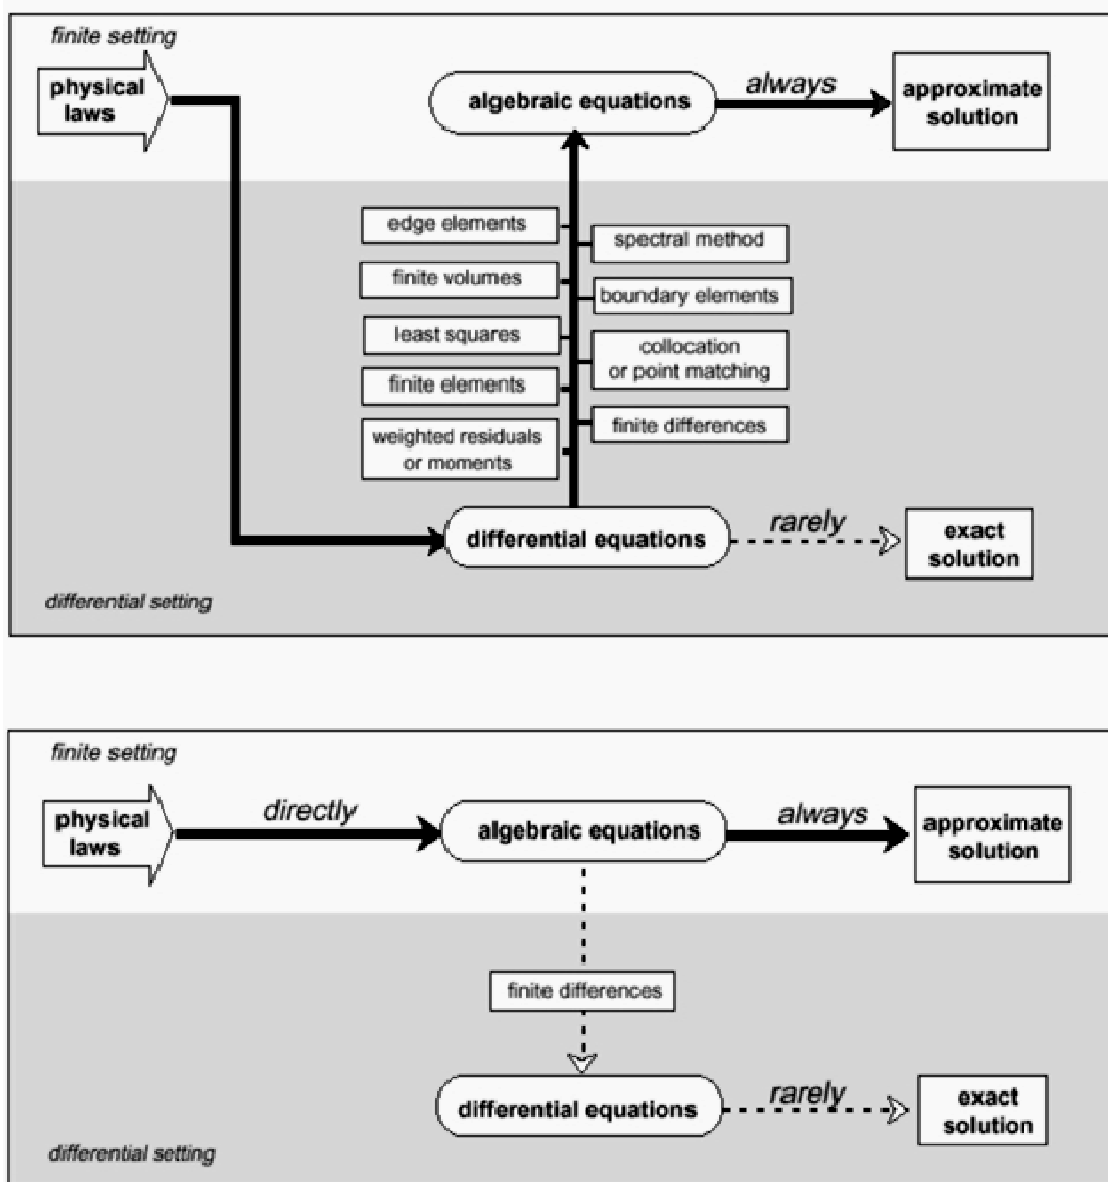 finite setting
physical
laws
algebraic equations
always
approximate
solution
edge elements
spectral method
finite volumes
boundary elements
least squares
collocation
or point matching
finite elements
finite differences
weighted residuals
or moments
differential equations
rarely
exact
solution
differential setting
finite setting
physical
laws
directly
algebraic equations
always
approximate
solution
finite differences
differential equations
rarely
exact
solution
differential setting